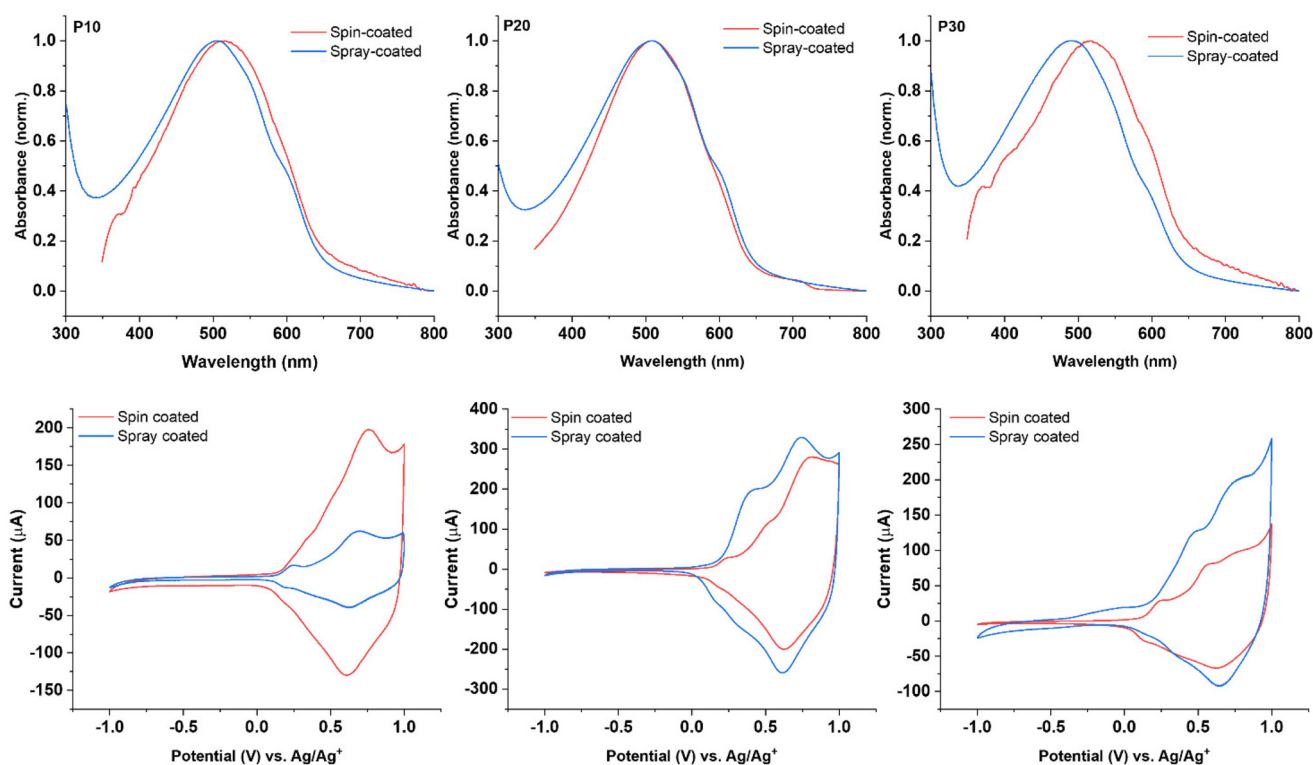 P10
Spin-coated
Spray-coated
1.0
0.8
0.6
0.4
0.2
0.0
Absorbance (norm.)
300 400 500 600 700 800
Wavelength (nm)
P20
Spin-coated
Spray-coated
1.0
0.8
0.6
0.4
0.2
0.0
Absorbance (norm.)
300 400 500 600 700 800
Wavelength (nm)
P30
Spin-coated
Spray-coated
1.0
0.8
0.6
0.4
0.2
0.0
Absorbance (norm.)
300 400 500 600 700 800
Wavelength (nm)
Spin coated
Spray coated
200
150
100
50
0
-50
-100
-150
Current (μA)
-1.0 -0.5 0.0 0.5 1.0
Potential (V) vs. Ag/Ag⁺
Spin coated
Spray coated
400
300
200
100
0
-100
-200
-300
Current (μA)
-1.0 -0.5 0.0 0.5 1.0
Potential (V) vs. Ag/Ag⁺
Spin coated
Spray coated
300
250
200
150
100
50
0
-50
-100
Current (μA)
-1.0 -0.5 0.0 0.5 1.0
Potential (V) vs. Ag/Ag⁺